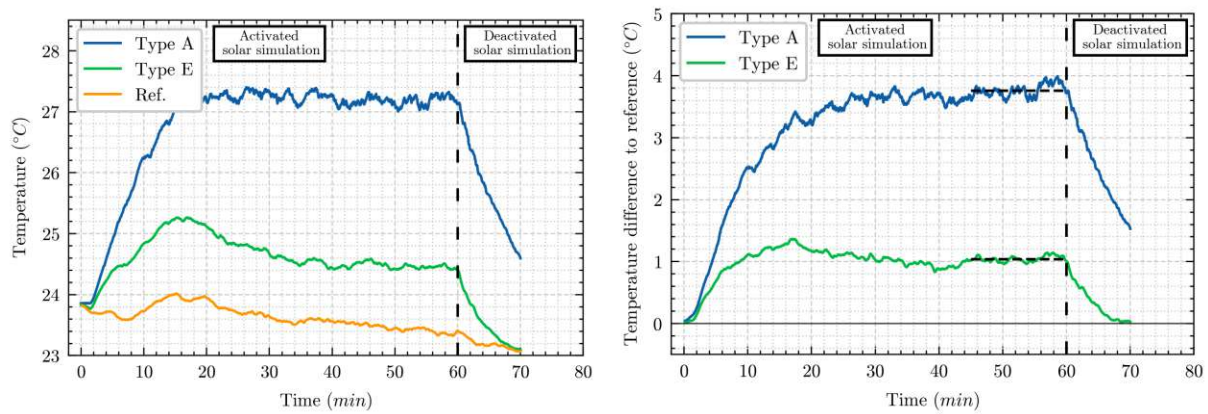 Type A
Type E
Ref.
Activated
solar simulation
Deactivated
solar simulation
28
27
26
25
24
23
Temperature (°C)
0 10 20 30 40 50 60 70 80
Time (min)
Type A
Type E
Activated
solar simulation
Deactivated
solar simulation
5
4
3
2
1
0
Temperature difference to reference (°C)
0 10 20 30 40 50 60 70 80
Time (min)